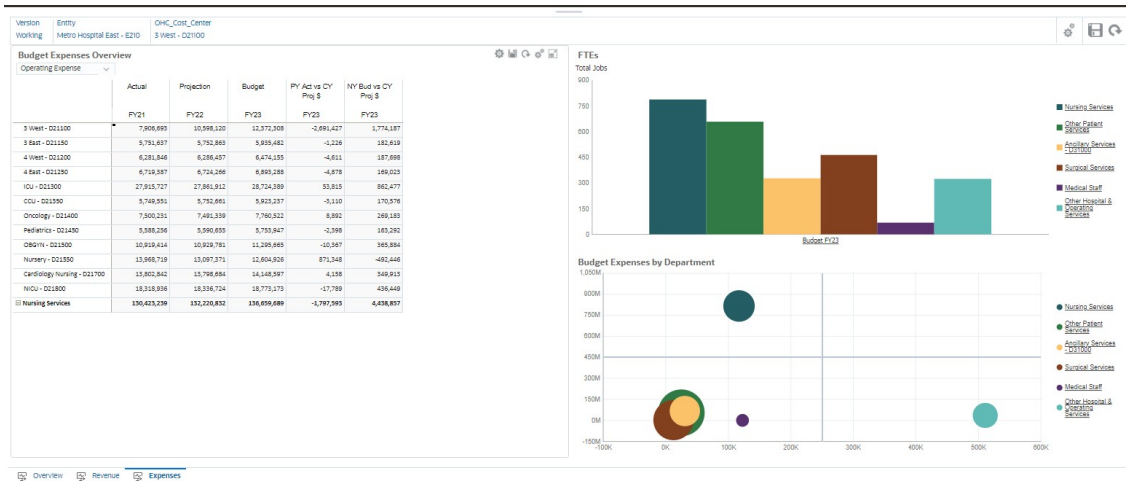 Version Entity OHC_Cost_Center
Working Metro Hospital East - E210 3 West - D21100
Budget Expenses Overview
Operating Expense
Actual Projection Budget PY Act vs CY Proj $ NY Bud vs CY Proj $
FY21 FY22 FY23 FY23 FY23
3 West - D21100 7,906,693 10,598,120 12,372,308 -2,691,427 1,774,187
3 East - D21150 5,751,637 5,752,863 5,935,482 -1,226 182,619
4 West - D21200 6,281,846 6,286,457 6,474,155 -4,611 187,698
4 East - D21250 6,719,587 6,724,266 6,893,288 -4,678 169,023
ICU - D21300 27,915,727 27,861,912 28,724,389 53,815 862,477
CCU - D21350 5,749,551 5,752,661 5,923,237 -3,110 170,576
Oncology - D21400 7,500,231 7,491,339 7,760,522 8,892 269,183
Pediatrics - D21450 5,588,256 5,590,655 5,753,947 -2,398 163,292
OBGYN - D21500 10,919,414 10,929,781 11,295,665 -10,367 365,884
Nursery - D21550 13,968,719 13,097,371 12,604,926 871,348 -492,446
Cardiology Nursing - D21700 13,802,842 13,798,684 14,148,597 4,158 349,913
NICU - D21800 18,318,936 18,336,724 18,773,173 -17,789 436,449
Nursing Services 130,423,239 132,220,832 136,659,689 -1,797,593 4,438,857
FTEs
Total Jobs
900
750
600
450
300
150
0
Budget FY23
Nursing Services
Other Patient
Services
Ancillary Services
- D31000
Surgical Services
Medical Staff
Other Hospital &
Operating
Services
Budget Expenses by Department
1,050M
900M
750M
600M
450M
300M
150M
0M
-150M
-100K 0K 100K 200K 300K 400K 500K 600K
Nursing Services
Other Patient
Services
Ancillary Services
- D31000
Surgical Services
Medical Staff
Other Hospital &
Operating
Services
Overview Revenue Expenses